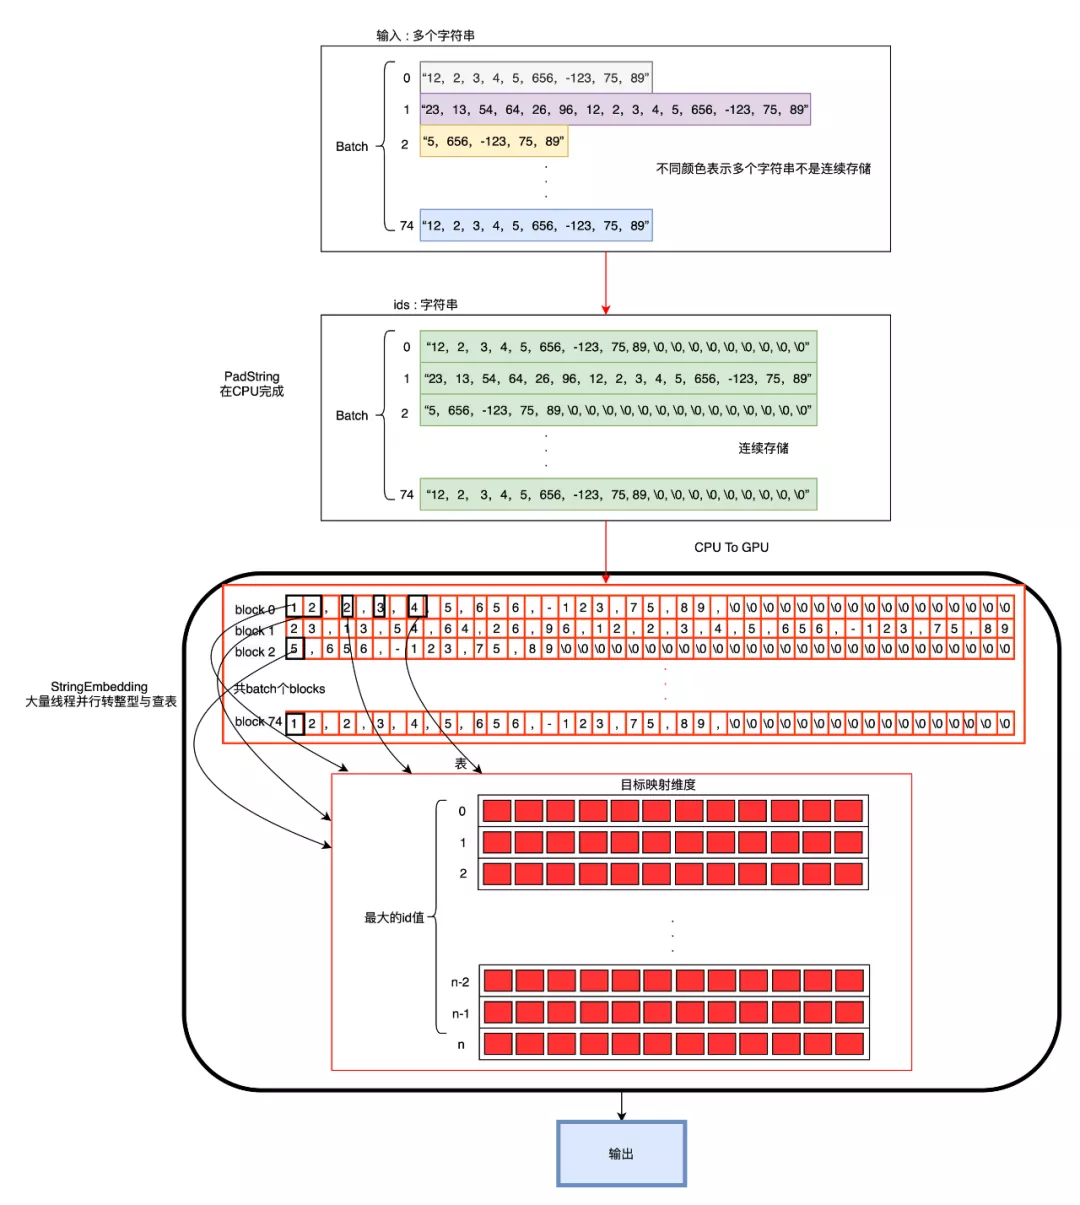 输入 : 多个字符串
Batch
0 “12，2，3，4，5，656，-123，75，89”
1 “23，13，54，64，26，96，12，2，3，4，5，656，-123，75，89”
2 “5，656，-123，75，89”
不同颜色表示多个字符串不是连续存储
74 “12，2，3，4，5，656，-123，75，89”
ids : 字符串
PadString
在CPU完成
Batch
0 “12，2， 3，4，5，656，-123，75, 89, \0, \0, \0, \0, \0, \0, \0, \0, \0”
1 “23，13，54，64，26，96，12，2，3，4，5，656，-123，75，89”
2 “5，656，-123，75，89, \0, \0, \0, \0, \0, \0, \0, \0, \0, \0, \0, \0, \0, \0”
连续存储
74 “12，2， 3，4，5，656，-123，75, 89, \0, \0, \0, \0, \0, \0, \0, \0, \0”
CPU To GPU
block 0 1 2 , 2 , 3 , 4 , 5 , 6 5 6 , - 1 2 3 , 7 5 , 8 9 , \0 \0 \0 \0 \0 \0 \0 \0 \0 \0 \0 \0 \0 \0 \0 \0 \0
block 1 2 3 , 1 3 , 5 4 , 6 4 , 2 6 , 9 6 , 1 2 , 2 , 3 , 4 , 5 , 6 5 6 , - 1 2 3 , 7 5 , 8 9
block 2 5 , 6 5 6 , - 1 2 3 , 7 5 , 8 9 \0 \0 \0 \0 \0 \0 \0 \0 \0 \0 \0 \0 \0 \0 \0 \0 \0 \0 \0 \0 \0 \0 \0 \0 \0 \0 \0
StringEmbedding
大量线程并行转整型与查表
共batch个blocks
block 74 1 2 , 2 , 3 , 4 , 5 , 6 5 6 , - 1 2 3 , 7 5 , 8 9 , \0 \0 \0 \0 \0 \0 \0 \0 \0 \0 \0 \0 \0 \0 \0 \0 \0
表
目标映射维度
0
1
2
最大的id值
n-2
n-1
n
输出